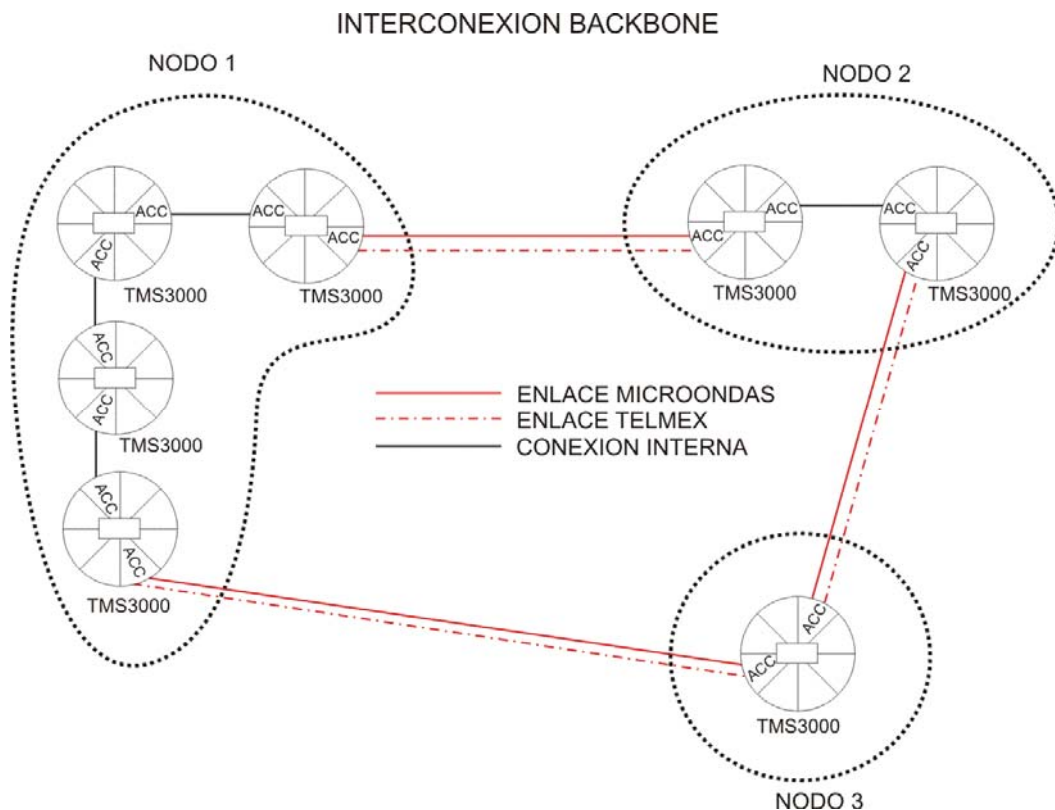 INTERCONEXION BACKBONE
NODO 1
NODO 2
ACC
ACC
ACC
ACC
TMS3000
TMS3000
ACC
ACC
TMS3000
ACC
ACC
TMS3000
ACC
ACC
ACC
ACC
TMS3000
TMS3000
ENLACE MICROONDAS
ENLACE TELMEX
CONEXION INTERNA
ACC
ACC
TMS3000
NODO 3